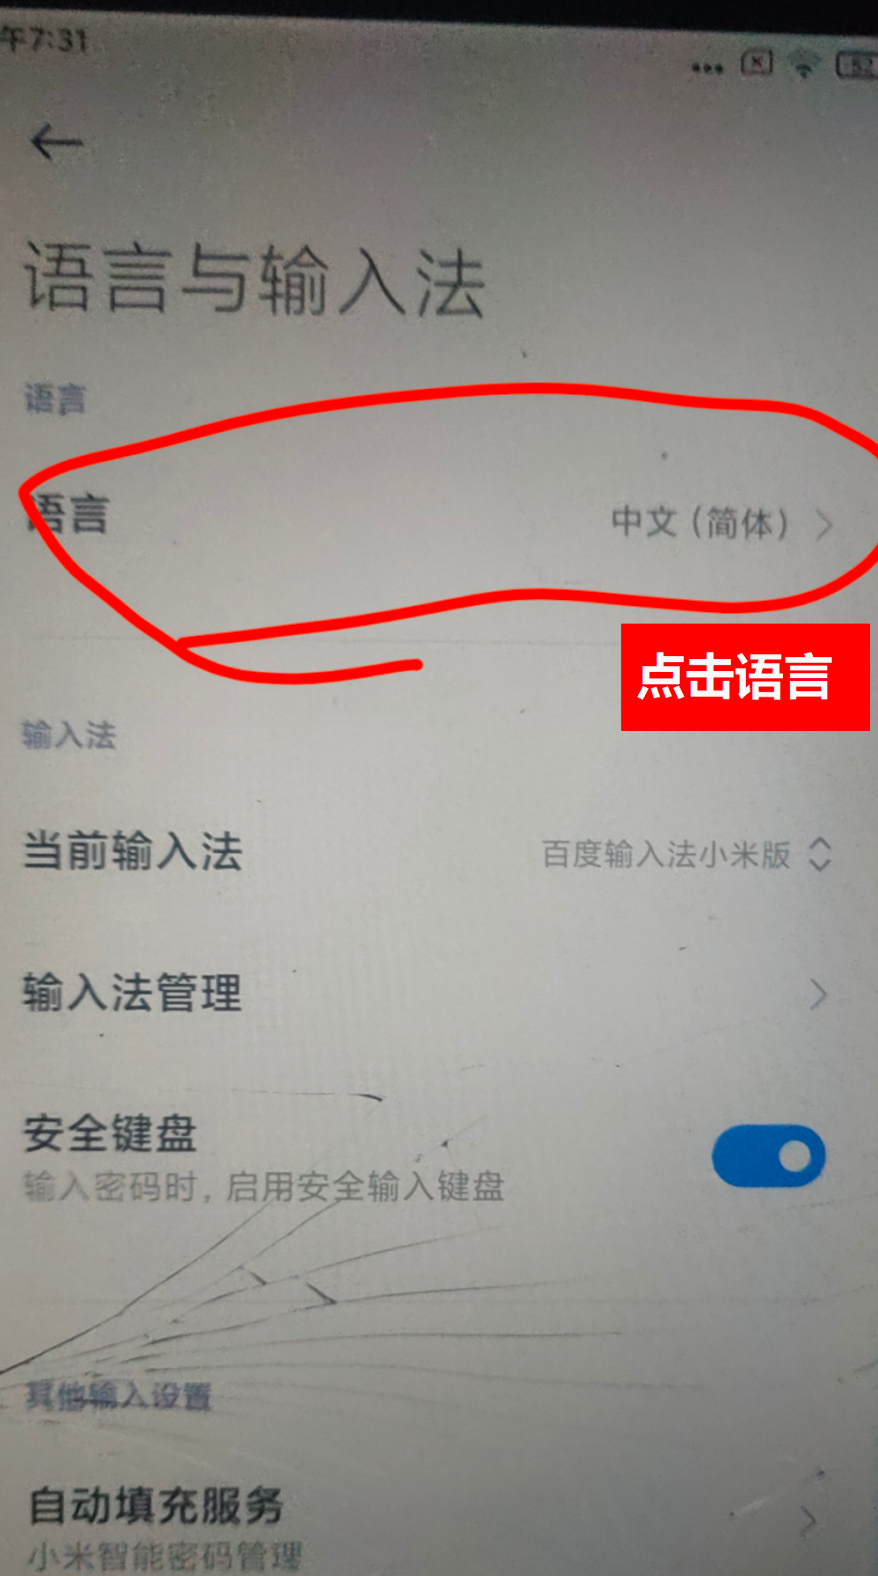 午7:31
52
语言与输入法
语言
语言 中文（简体）
点击语言
输入法
当前输入法 百度输入法小米版
输入法管理
安全键盘
输入密码时，启用安全输入键盘
其他输入设置
自动填充服务
小米智能密码管理